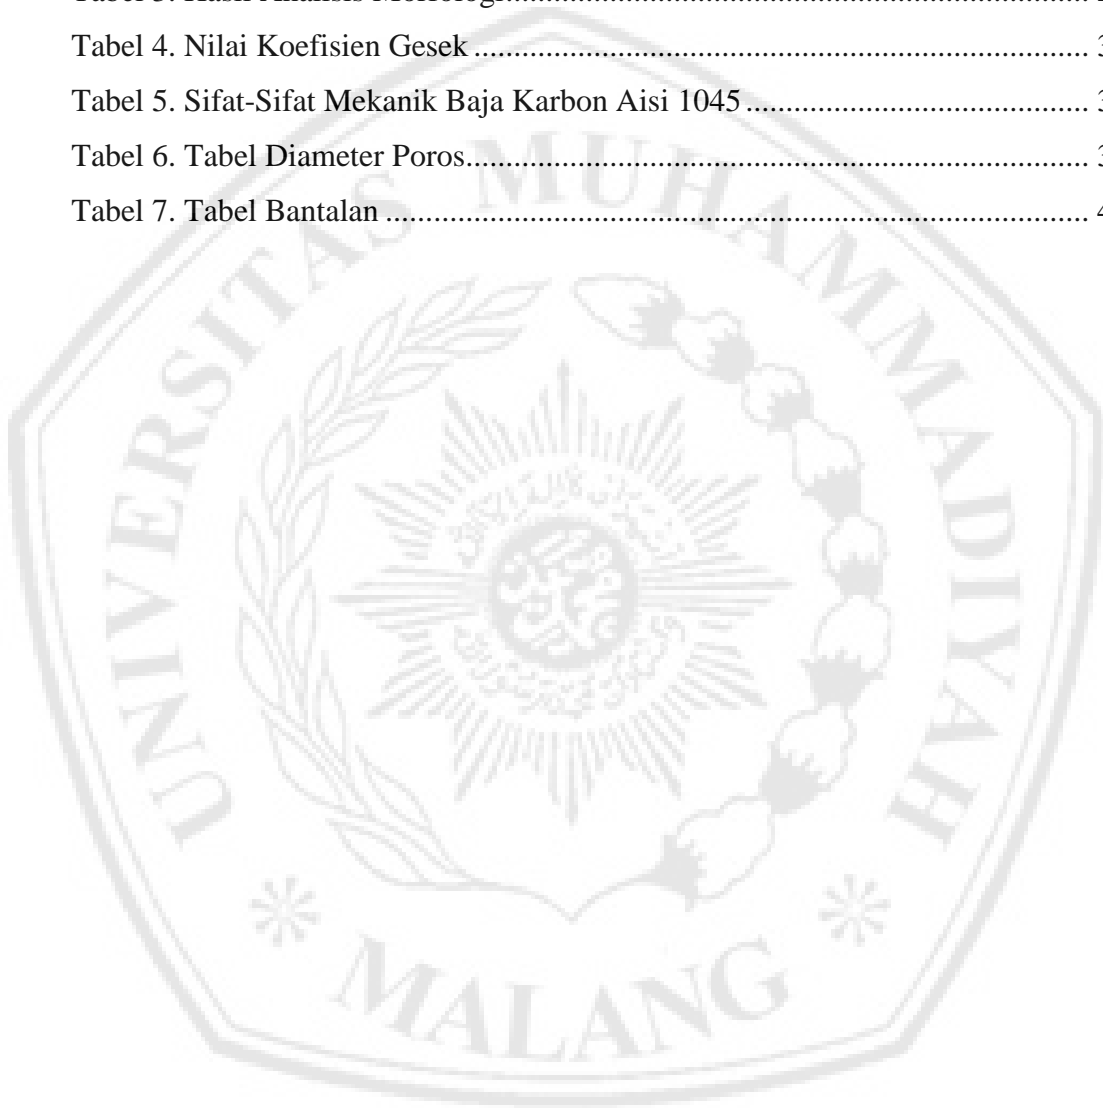 Tabel 4. Nilai Koefisien Gesek ............................................................................. 3
Tabel 5. Sifat-Sifat Mekanik Baja Karbon Aisi 1045 ........................................... 3
Tabel 6. Tabel Diameter Poros.............................................................................. 3
Tabel 7. Tabel Bantalan ........................................................................................ 4
UNIVERSITAS MUHAMMADIYAH
MALANG